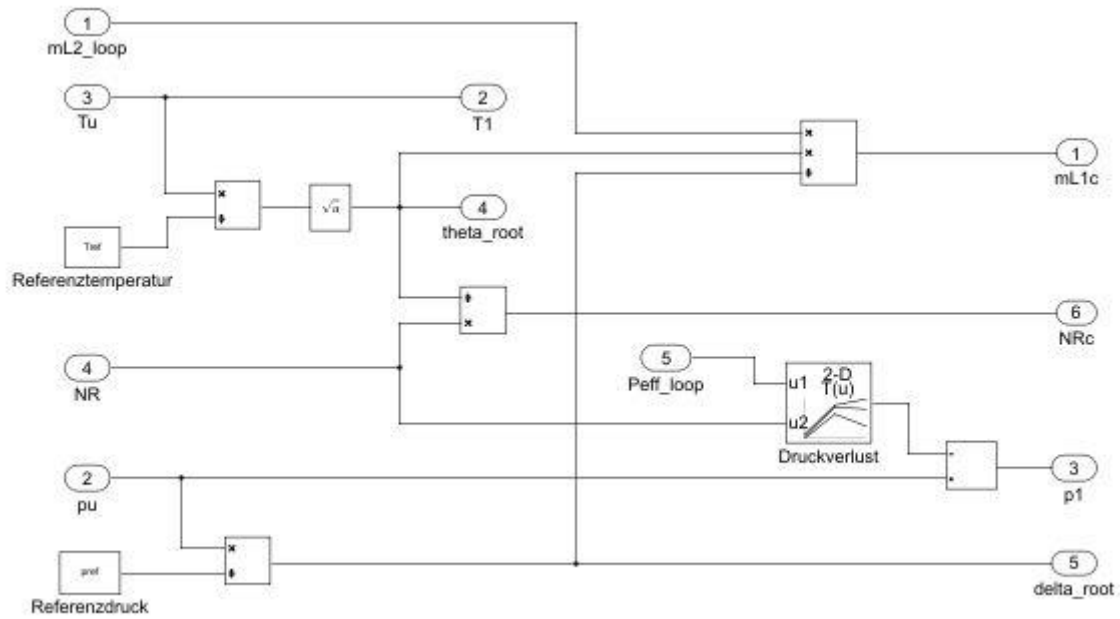 1
mL2_loop
3
Tu
2
T1
1
mL1c
√a
4
theta_root
Tref
Referenztemperatur
6
NRc
4
NR
5
Peff_loop
2-D
T(u)
u1
u2
Druckverlust
2
pu
3
p1
pref
Referenzdruck
5
delta_root